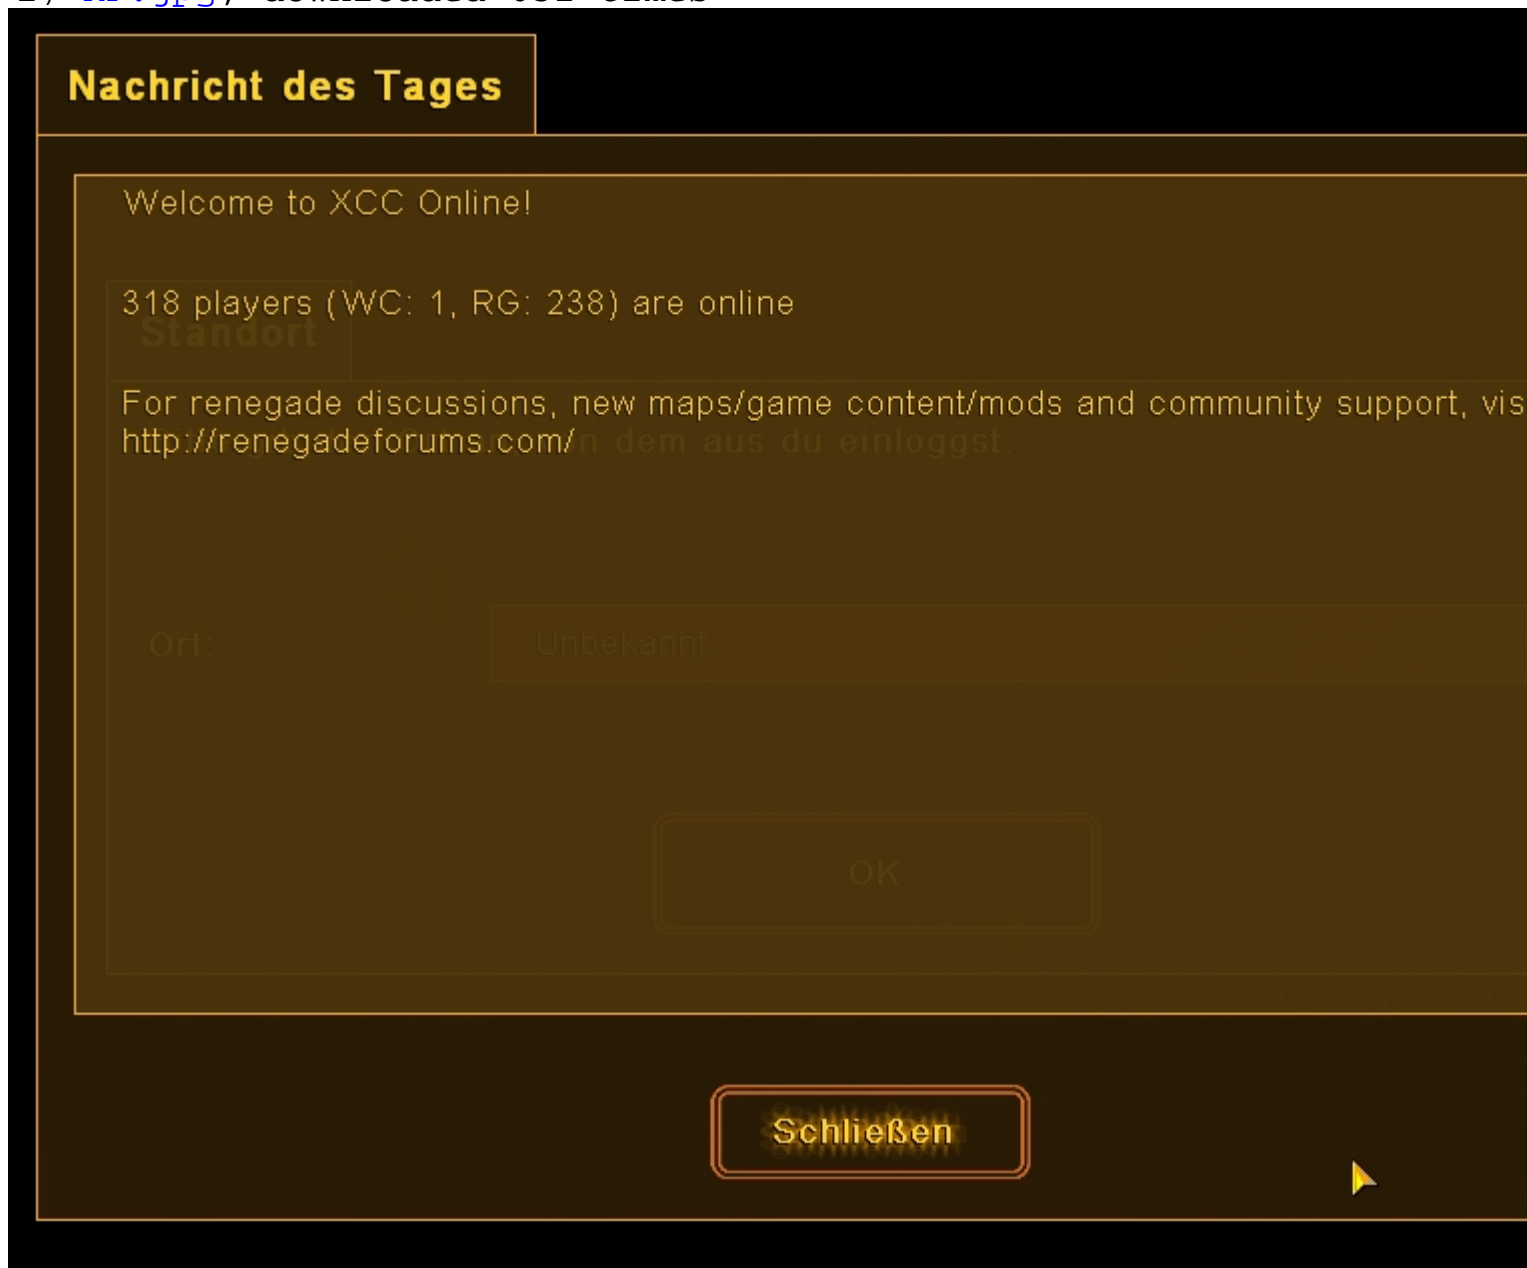 Nachricht des Tages
Welcome to XCC Online!
318 players (WC: 1, RG: 238) are online
Standort
For renegade discussions, new maps/game content/mods and community support, vis
http://renegadeforums.com/
in dem aus du einloggst.
Ort:
Unbekannt
OK
Schließen